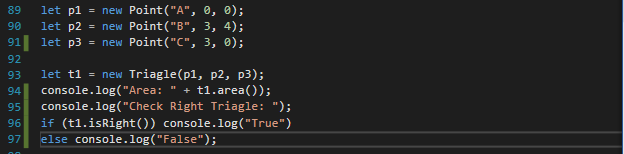 89 let p1 = new Point("A", 0, 0);
90 let p2 = new Point("B", 3, 4);
91 let p3 = new Point("C", 3, 0);
92
93 let t1 = new Triagle(p1, p2, p3);
94 console.log("Area: " + t1.area());
95 console.log("Check Right Triagle: ");
96 if (t1.isRight()) console.log("True")
97 else console.log("False");